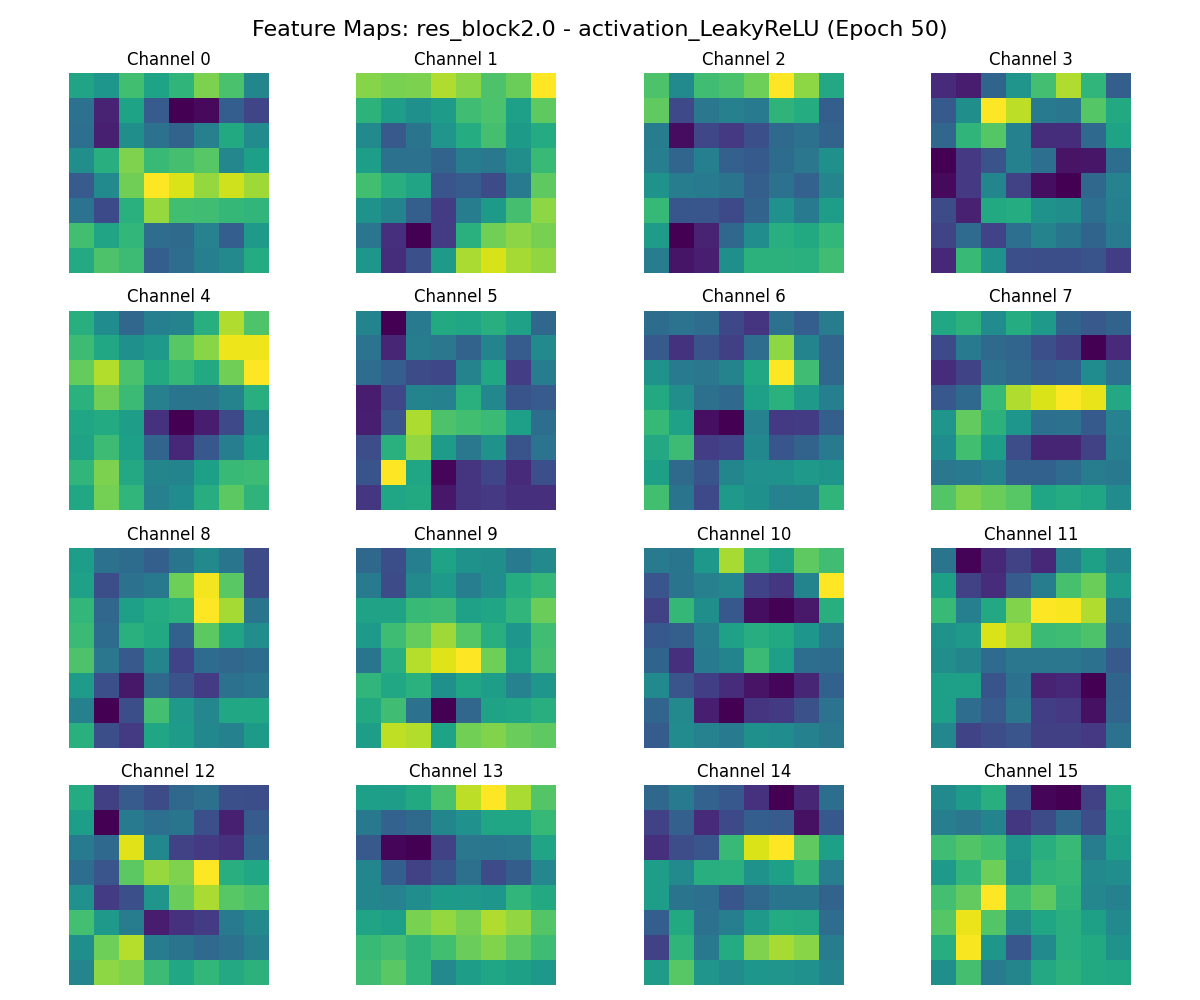 Feature Maps: res_block2.0 - activation_LeakyReLU (Epoch 50)
Channel 0
Channel 1
Channel 2
Channel 3
Channel 4
Channel 5
Channel 6
Channel 7
Channel 8
Channel 9
Channel 10
Channel 11
Channel 12
Channel 13
Channel 14
Channel 15